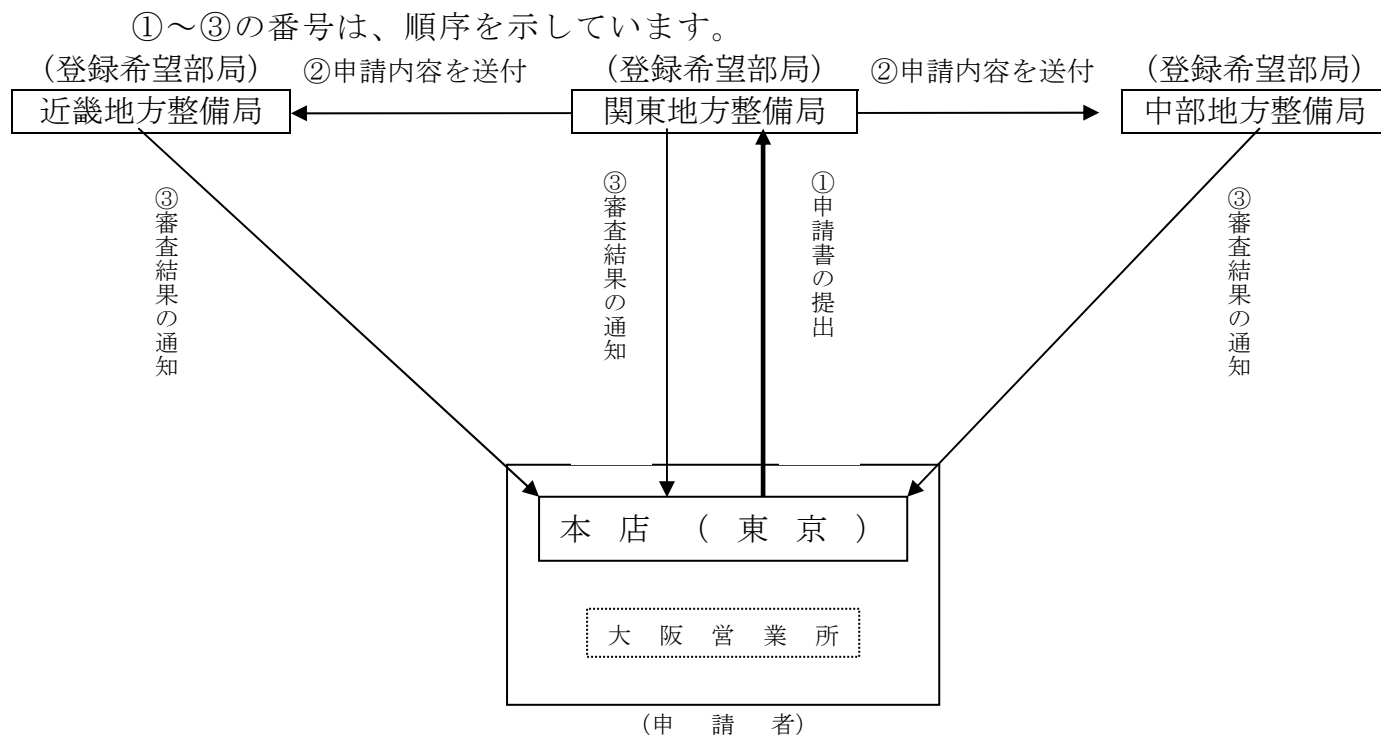 ①～③の番号は、順序を示しています。
(登録希望部局)
②申請内容を送付
(登録希望部局)
②申請内容を送付
(登録希望部局)
近畿地方整備局
関東地方整備局
中部地方整備局
③審査結果の通知
③審査結果の通知
①申請書の提出
③審査結果の通知
本店(東京)
大阪営業所
(申請者)